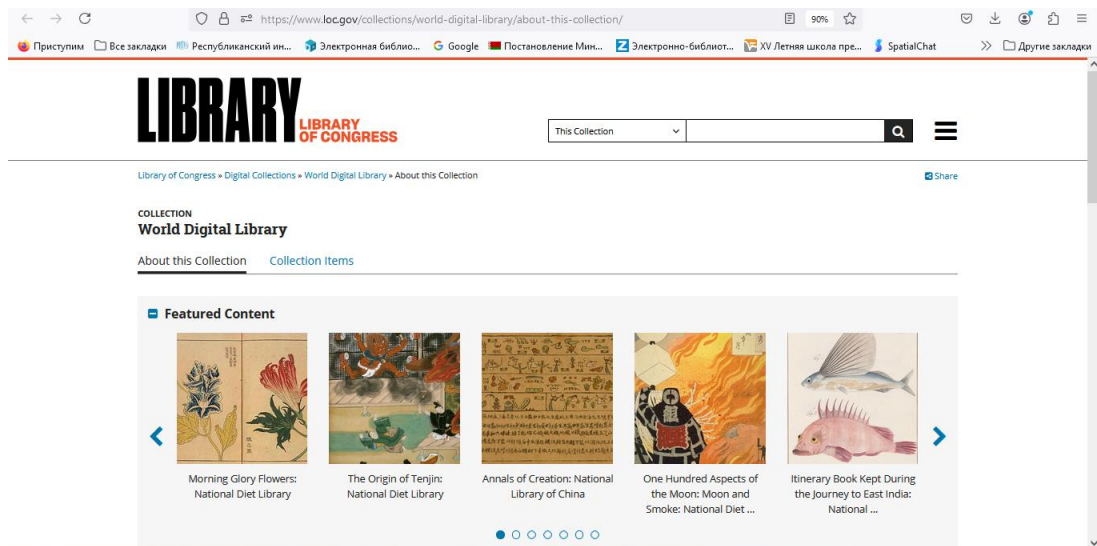 https://www.loc.gov/collections/world-digital-library/about-this-collection/
90%
Приступим
Все закладки
Республиканский ин...
Электронная библио...
Google
Постановление Мин...
Электронно-библиот...
XV Летняя школа пре...
SpatialChat
Другие закладки
LIBRARY
LIBRARY
OF CONGRESS
This Collection
Library of Congress » Digital Collections » World Digital Library » About this Collection
Share
COLLECTION
World Digital Library
About this Collection
Collection Items
Featured Content
Morning Glory Flowers:
National Diet Library
The Origin of Tenjin:
National Diet Library
Annals of Creation: National
Library of China
One Hundred Aspects of
the Moon: Moon and
Smoke: National Diet ...
Itinerary Book Kept During
the Journey to East India:
National ...